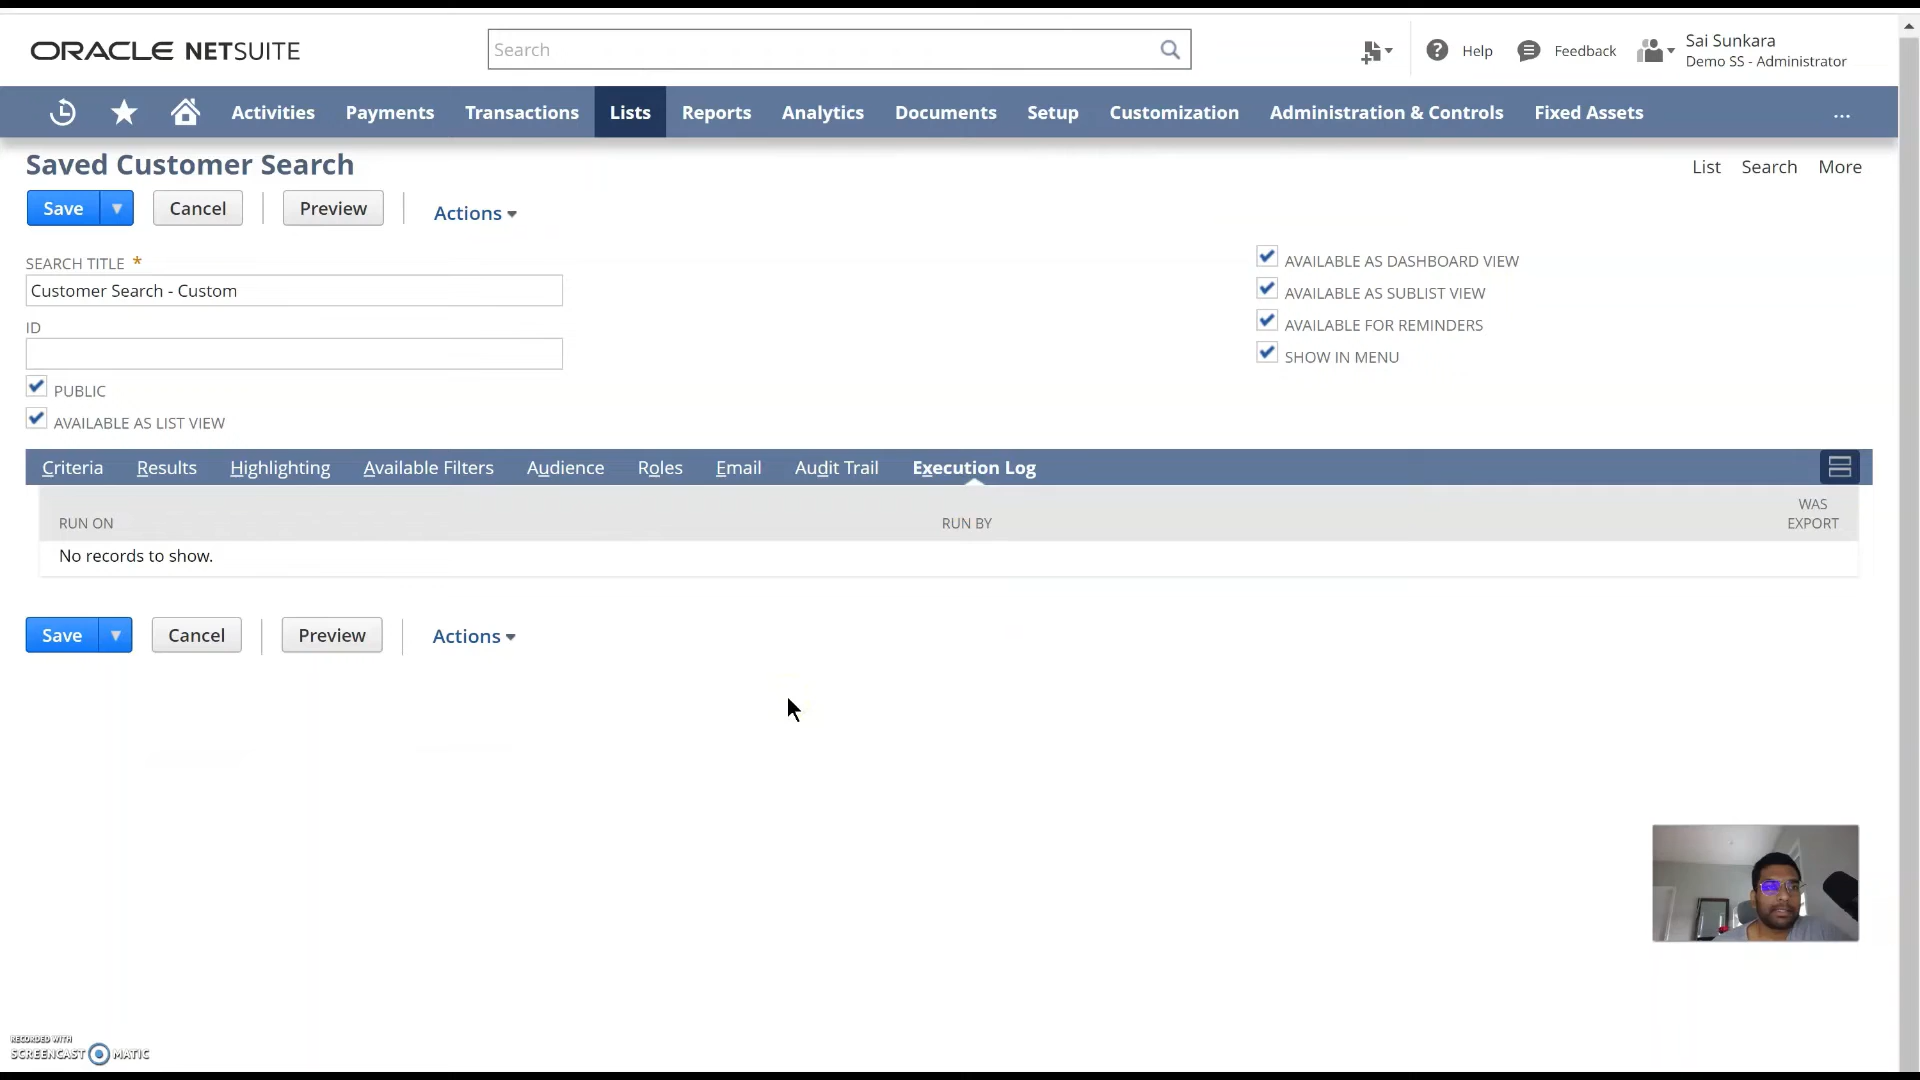 ORACLE NETSUITE
Search
Help
Feedback
Sai Sunkara
Demo SS - Administrator
Activities Payments Transactions Lists Reports Analytics Documents Setup Customization Administration & Controls Fixed Assets ...
Saved Customer Search
List Search More
Save Cancel Preview Actions
SEARCH TITLE *
Customer Search - Custom
ID
PUBLIC
AVAILABLE AS LIST VIEW
AVAILABLE AS DASHBOARD VIEW
AVAILABLE AS SUBLIST VIEW
AVAILABLE FOR REMINDERS
SHOW IN MENU
Criteria Results Highlighting Available Filters Audience Roles Email Audit Trail Execution Log
RUN ON RUN BY WAS
EXPORT
No records to show.
Save Cancel Preview Actions
RECORDED WITH
SCREENCAST MATIC